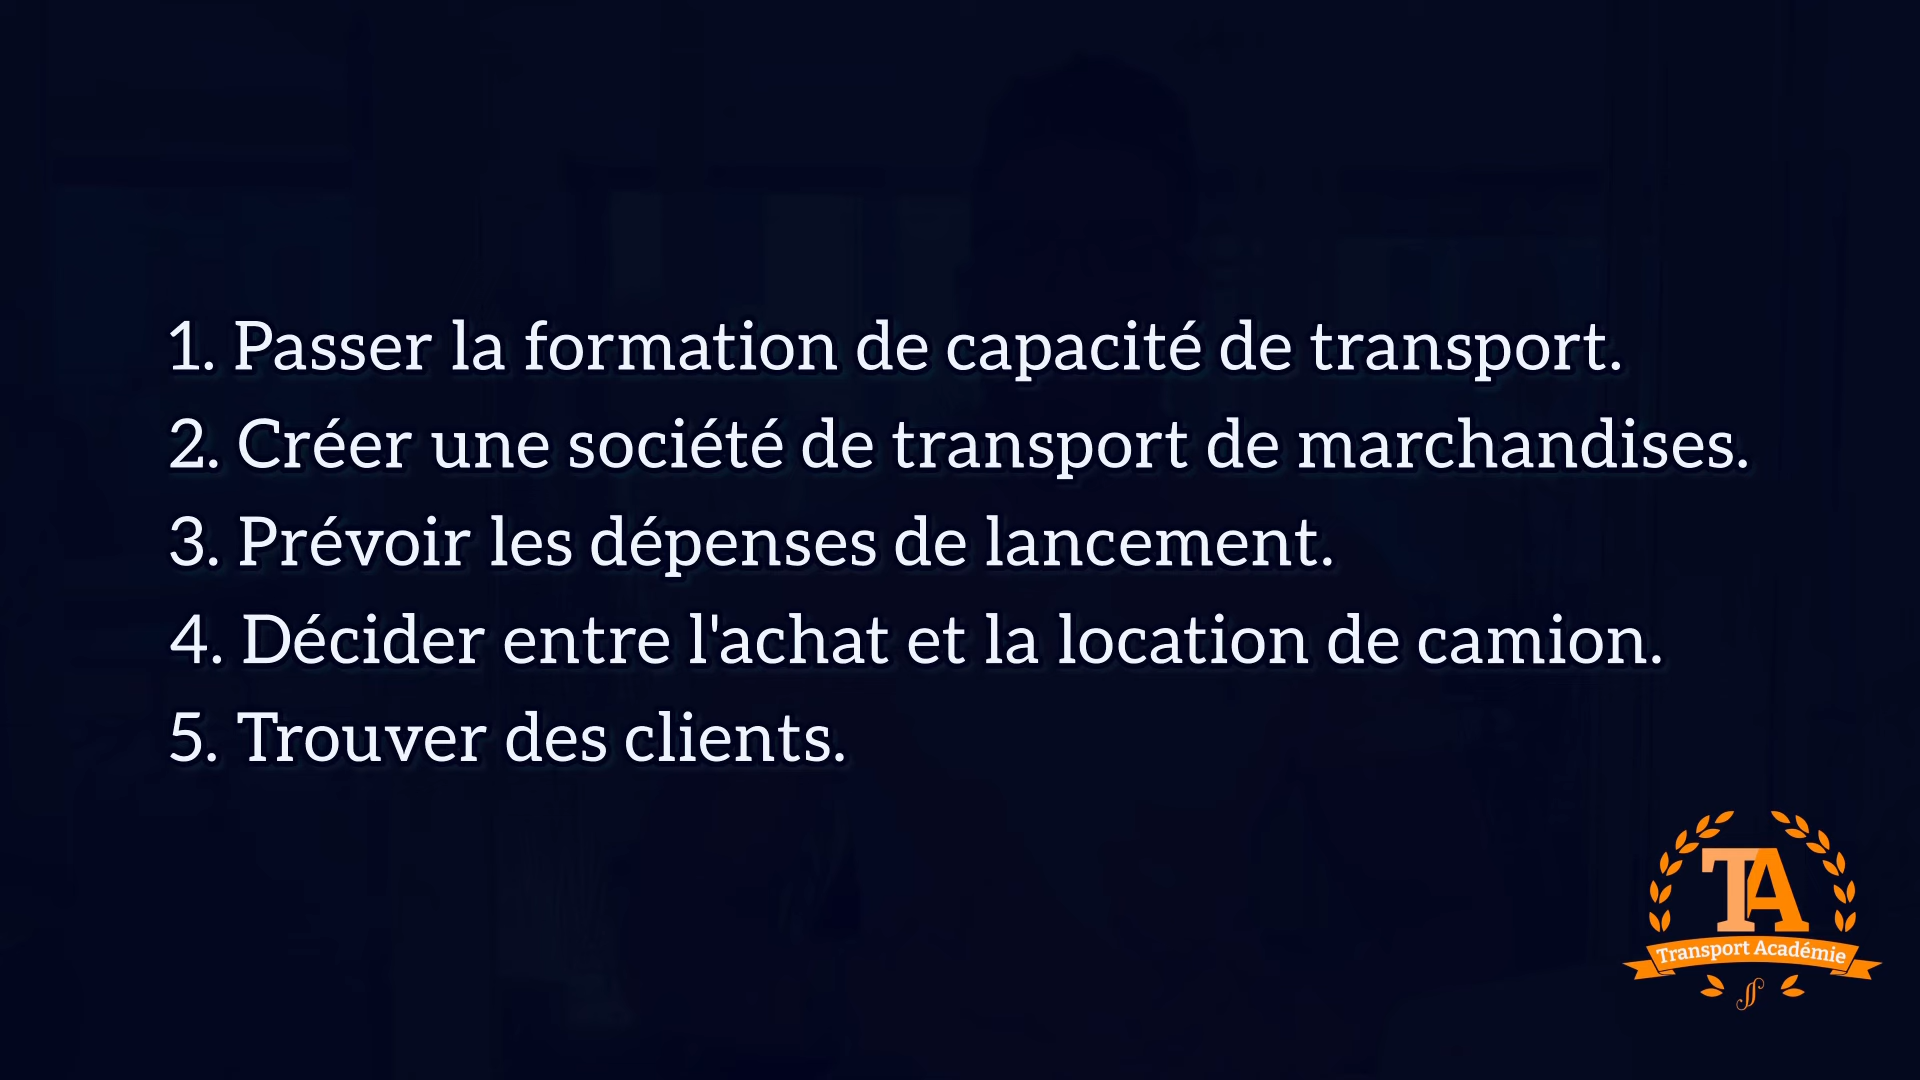 1. Passer la formation de capacité de transport.
2. Créer une société de transport de marchandises.
3. Prévoir les dépenses de lancement.
4. Décider entre l'achat et la location de camion.
5. Trouver des clients.
TA
Transport Académie